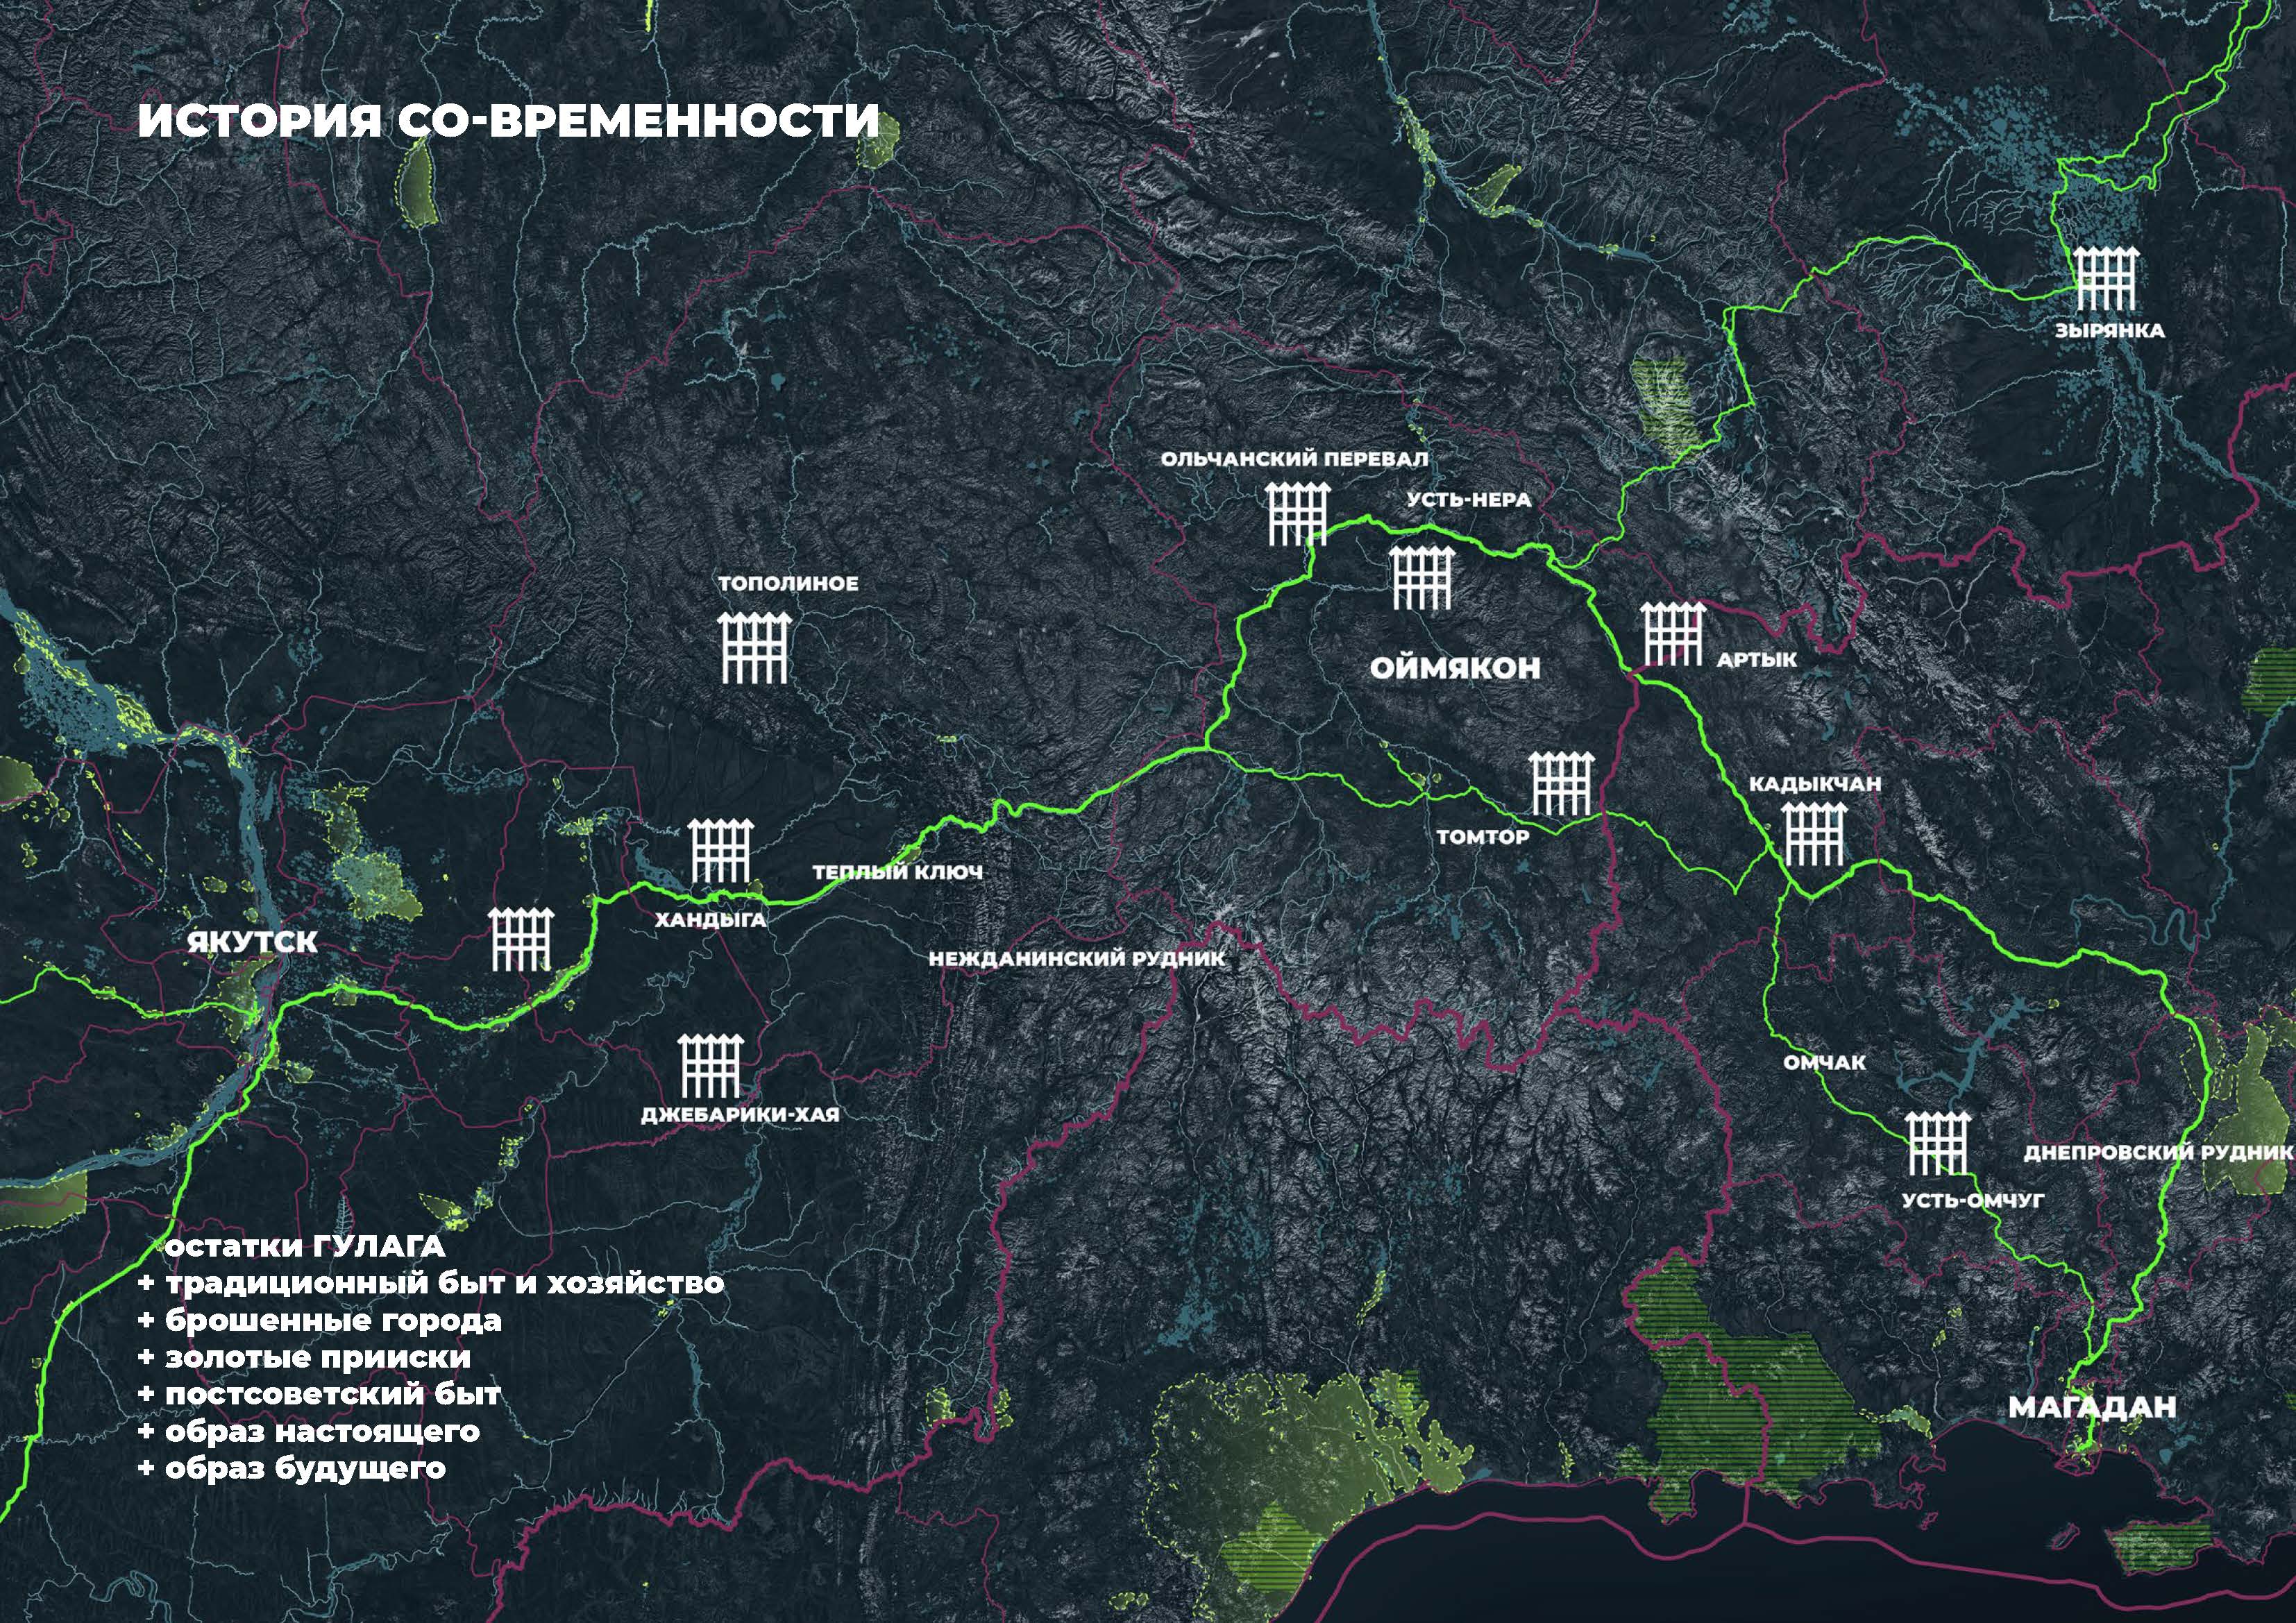 ИСТОРИЯ СО-ВРЕМЕННОСТИ
ЗЫРЯНКА
ОЛЬЧАНСКИЙ ПЕРЕВАЛ
УСТЬ-НЕРА
ТОПОЛИНОЕ
ОЙМЯКОН
АРТЫК
КАДЫКЧАН
ТОМТОР
ТЕПЛЫЙ КЛЮЧ
ХАНДЫГА
ЯКУТСК
НЕЖДАНИНСКИЙ РУДНИК
ОМЧАК
ДЖЕБАРИКИ-ХАЯ
ДНЕПРОВСКИЙ РУДНИК
УСТЬ-ОМЧУГ
МАГАДАН
остатки ГУЛАГА
+ традиционный быт и хозяйство
+ брошенные города
+ золотые прииски
+ постсоветский быт
+ образ настоящего
+ образ будущего